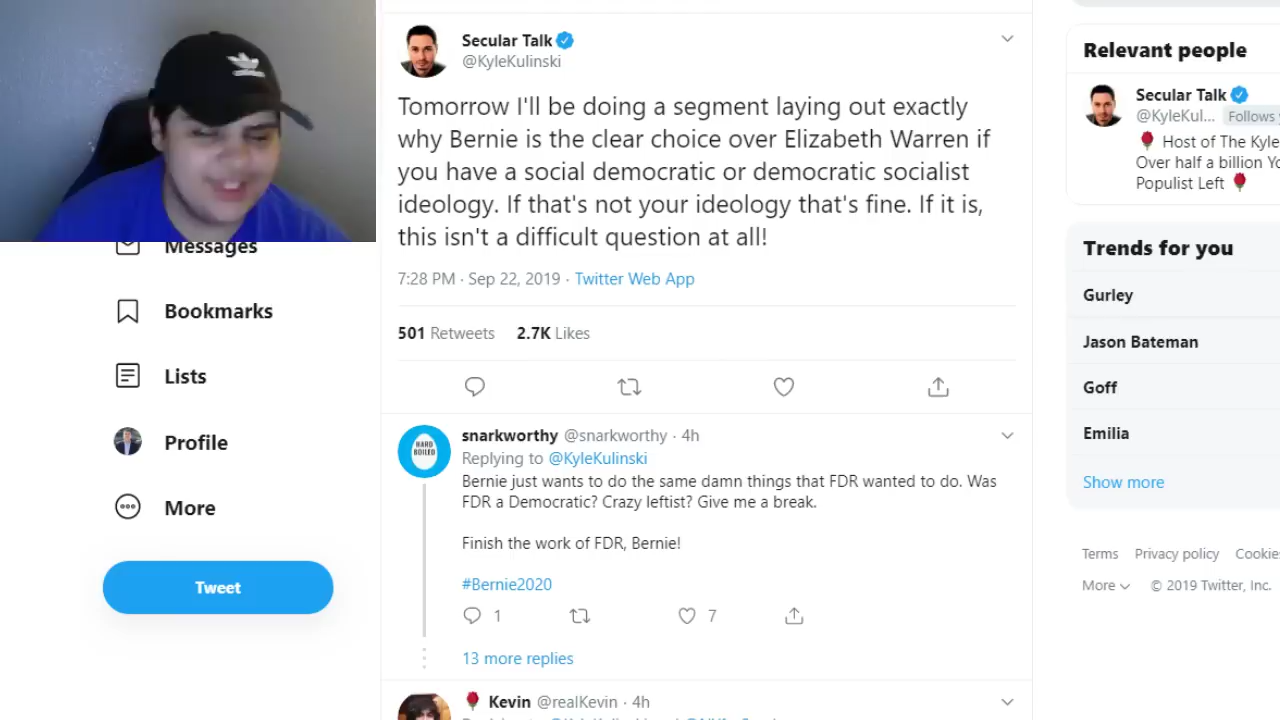 Secular Talk
@KyleKulinski
Tomorrow I'll be doing a segment laying out exactly
why Bernie is the clear choice over Elizabeth Warren if
you have a social democratic or democratic socialist
ideology. If that's not your ideology that's fine. If it is,
this isn't a difficult question at all!
7:28 PM · Sep 22, 2019 · Twitter Web App
501 Retweets 2.7K Likes
HARD
BOILED
snarkworthy @snarkworthy · 4h
Replying to @KyleKulinski
Bernie just wants to do the same damn things that FDR wanted to do. Was
FDR a Democratic? Crazy leftist? Give me a break.
Finish the work of FDR, Bernie!
#Bernie2020
1 7
13 more replies
Kevin @realKevin · 4h
Messages
Bookmarks
Lists
Profile
More
Tweet
Relevant people
Secular Talk
@KyleKul... Follows
Host of The Kyle
Over half a billion
Populist Left
Trends for you
Gurley
Jason Bateman
Goff
Emilia
Show more
Terms Privacy policy Cookie
More © 2019 Twitter, Inc.